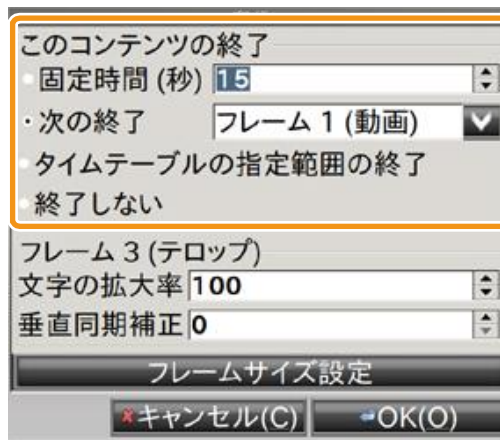 このコンテンツの終了
固定時間 (秒) 15
次の終了 フレーム 1 (動画)
タイムテーブルの指定範囲の終了
終了しない
フレーム 3 (テロップ)
文字の拡大率 100
垂直同期補正 0
フレームサイズ設定
キャンセル(C) OK(O)